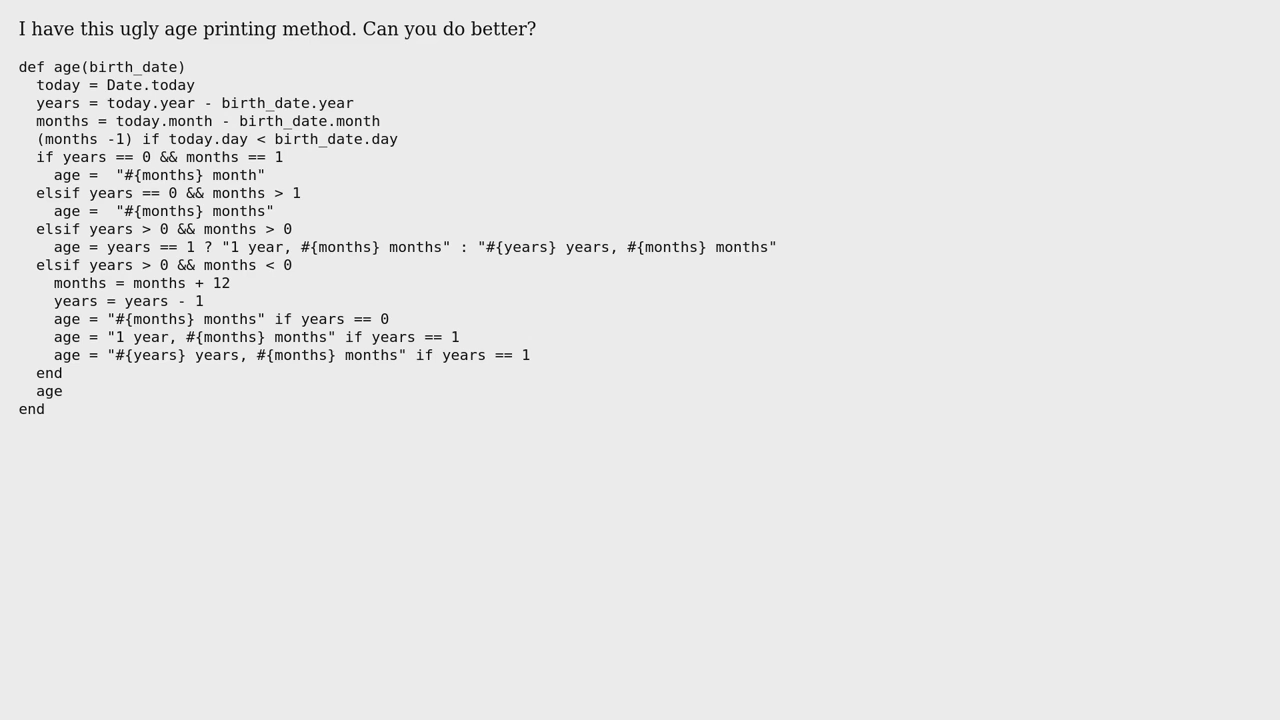 I have this ugly age printing method. Can you do better?
def age(birth_date)
  today = Date.today
  years = today.year - birth_date.year
  months = today.month - birth_date.month
  (months -1) if today.day < birth_date.day
  if years == 0 && months == 1
    age =  "#{months} month"
  elsif years == 0 && months > 1
    age =  "#{months} months"
  elsif years > 0 && months > 0
    age = years == 1 ? "1 year, #{months} months" : "#{years} years, #{months} months"
  elsif years > 0 && months < 0
    months = months + 12
    years = years - 1
    age = "#{months} months" if years == 0
    age = "1 year, #{months} months" if years == 1
    age = "#{years} years, #{months} months" if years == 1
  end
  age
end